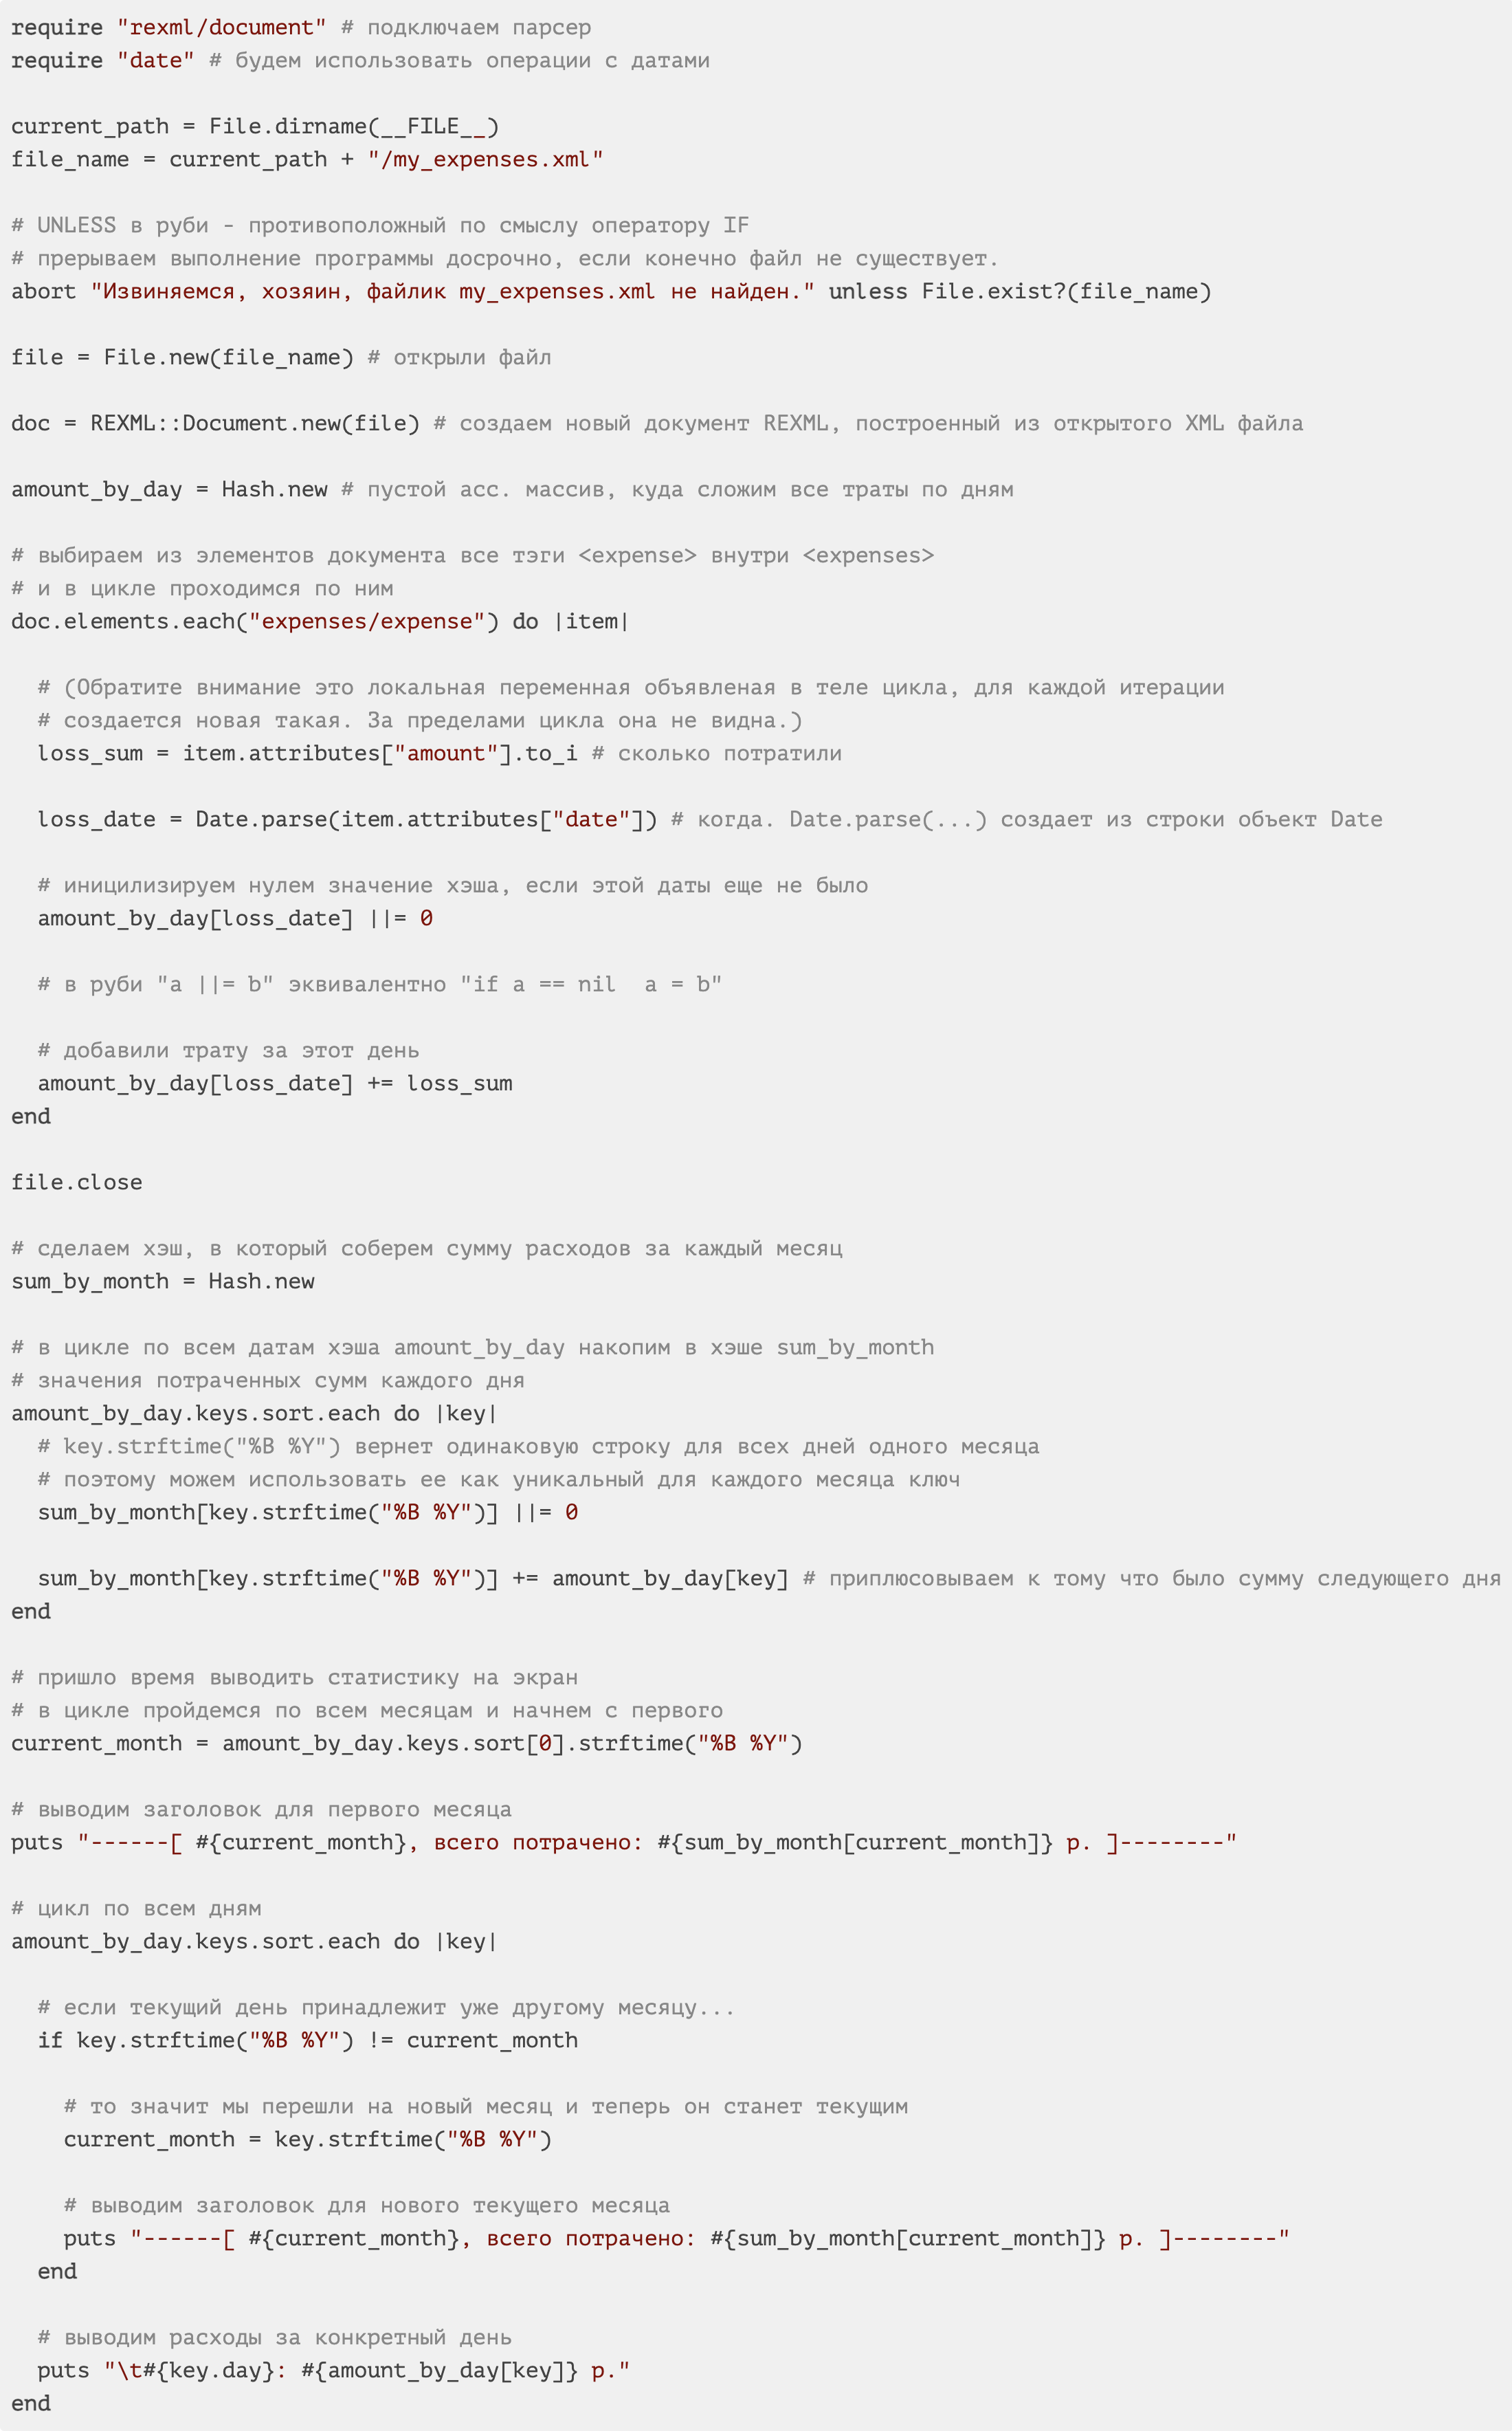 require "rexml/document" # подключаем парсер
require "date" # будем использовать операции с датами

current_path = File.dirname(__FILE__)
file_name = current_path + "/my_expenses.xml"

# UNLESS в руби - противоположный по смыслу оператору IF
# прерываем выполнение программы досрочно, если конечно файл не существует.
abort "Извиняемся, хозяин, файлик my_expenses.xml не найден." unless File.exist?(file_name)

file = File.new(file_name) # открыли файл

doc = REXML::Document.new(file) # создаем новый документ REXML, построенный из открытого XML файла

amount_by_day = Hash.new # пустой асс. массив, куда сложим все траты по дням

# выбираем из элементов документа все тэги <expense> внутри <expenses>
# и в цикле проходимся по ним
doc.elements.each("expenses/expense") do |item|

  # (Обратите внимание это локальная переменная объявленая в теле цикла, для каждой итерации
  # создается новая такая. За пределами цикла она не видна.)
  loss_sum = item.attributes["amount"].to_i # сколько потратили

  loss_date = Date.parse(item.attributes["date"]) # когда. Date.parse(...) создает из строки объект Date

  # иницилизируем нулем значение хэша, если этой даты еще не было
  amount_by_day[loss_date] ||= 0

  # в руби "a ||= b" эквивалентно "if a == nil  a = b"

  # добавили трату за этот день
  amount_by_day[loss_date] += loss_sum
end

file.close

# сделаем хэш, в который соберем сумму расходов за каждый месяц
sum_by_month = Hash.new

# в цикле по всем датам хэша amount_by_day накопим в хэше sum_by_month
# значения потраченных сумм каждого дня
amount_by_day.keys.sort.each do |key|
  # key.strftime("%B %Y") вернет одинаковую строку для всех дней одного месяца
  # поэтому можем использовать ее как уникальный для каждого месяца ключ
  sum_by_month[key.strftime("%B %Y")] ||= 0

  sum_by_month[key.strftime("%B %Y")] += amount_by_day[key] # приплюсовываем к тому что было сумму следующего дня
end

# пришло время выводить статистику на экран
# в цикле пройдемся по всем месяцам и начнем с первого
current_month = amount_by_day.keys.sort[0].strftime("%B %Y")

# выводим заголовок для первого месяца
puts "------[ #{current_month}, всего потрачено: #{sum_by_month[current_month]} р. ]--------"

# цикл по всем дням
amount_by_day.keys.sort.each do |key|

  # если текущий день принадлежит уже другому месяцу...
  if key.strftime("%B %Y") != current_month

    # то значит мы перешли на новый месяц и теперь он станет текущим
    current_month = key.strftime("%B %Y")

    # выводим заголовок для нового текущего месяца
    puts "------[ #{current_month}, всего потрачено: #{sum_by_month[current_month]} р. ]--------"
  end

  # выводим расходы за конкретный день
  puts "\t#{key.day}: #{amount_by_day[key]} р."
end